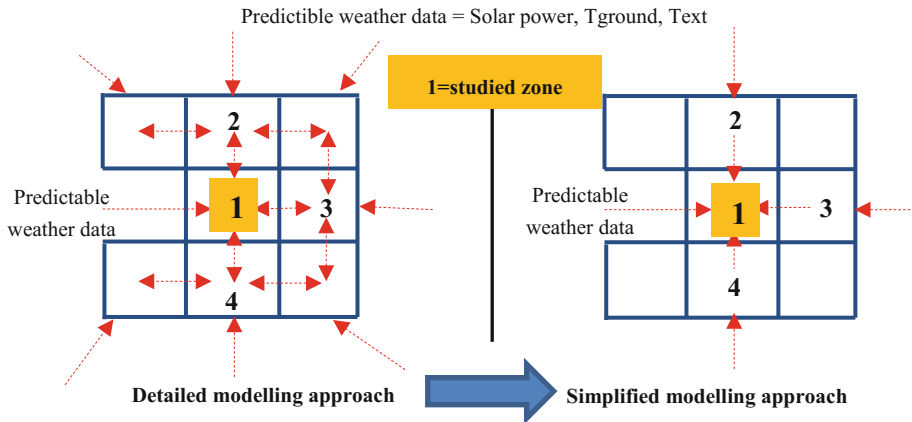 Predictible weather data = Solar power, Tground, Text
1=studied zone
2
Predictable
weather data
1
3
4
Detailed modelling approach
2
Predictable
weather data
1
3
4
Simplified modelling approach